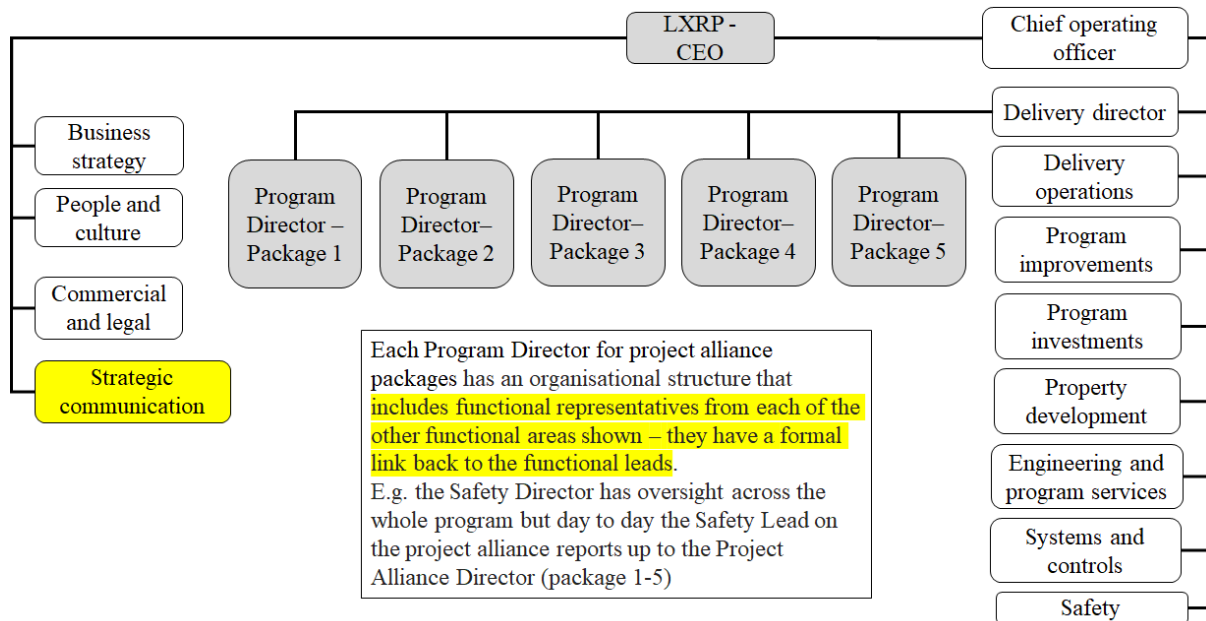 LXRP -
CEO
Chief operating
officer
Business
strategy
People and
culture
Commercial
and legal
Strategic
communication
Program
Director –
Package 1
Program
Director–
Package 2
Program
Director–
Package 3
Program
Director–
Package 4
Program
Director–
Package 5
Delivery director
Delivery
operations
Program
improvements
Program
investments
Property
development
Engineering and
program services
Systems and
controls
Safety
Each Program Director for project alliance
packages has an organisational structure that
includes functional representatives from each of the
other functional areas shown – they have a formal
link back to the functional leads.
E.g. the Safety Director has oversight across the
whole program but day to day the Safety Lead on
the project alliance reports up to the Project
Alliance Director (package 1-5)